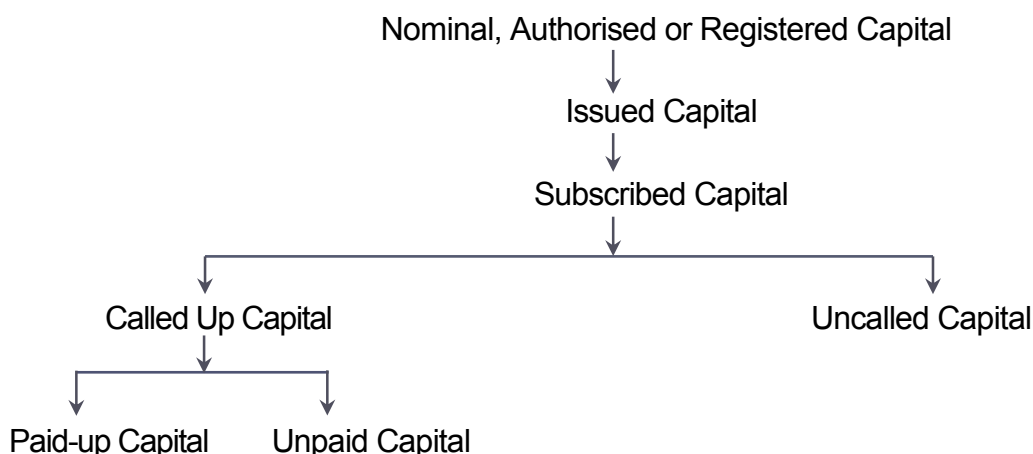 Nominal, Authorised or Registered Capital
Issued Capital
Subscribed Capital
Called Up Capital
Uncalled Capital
Paid-up Capital
Unpaid Capital